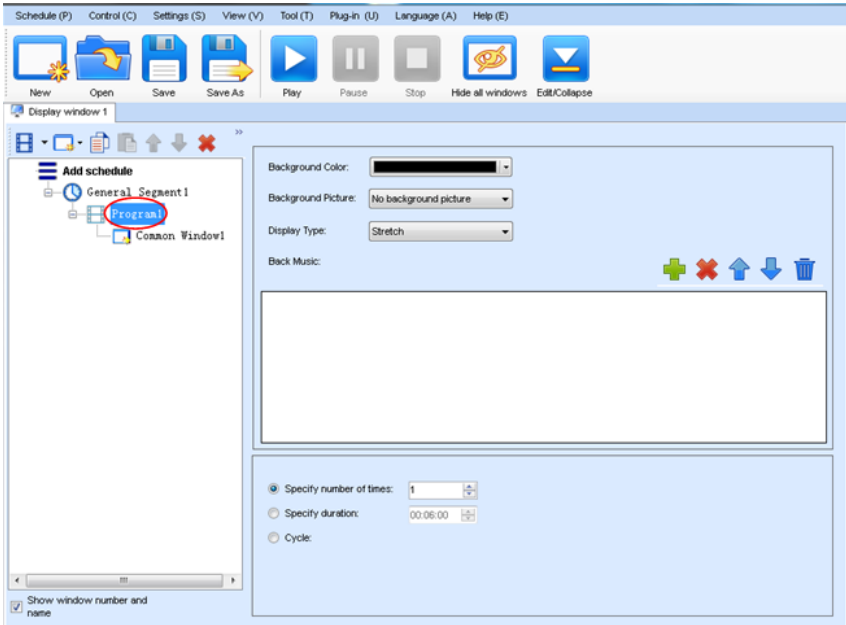 Schedule (P) Control (C) Settings (S) View (V) Tool (T) Plug-in (U) Language (A) Help (E)
New Open Save Save As Play Pause Stop Hide all windows Edit/Collapse
Display window 1
»
Add schedule
General Segment1
Program1
Common Window1
Show window number and
name
Background Color:
Background Picture: No background picture
Display Type: Stretch
Back Music:
Specify number of times: 1
Specify duration: 00:06:00
Cycle: